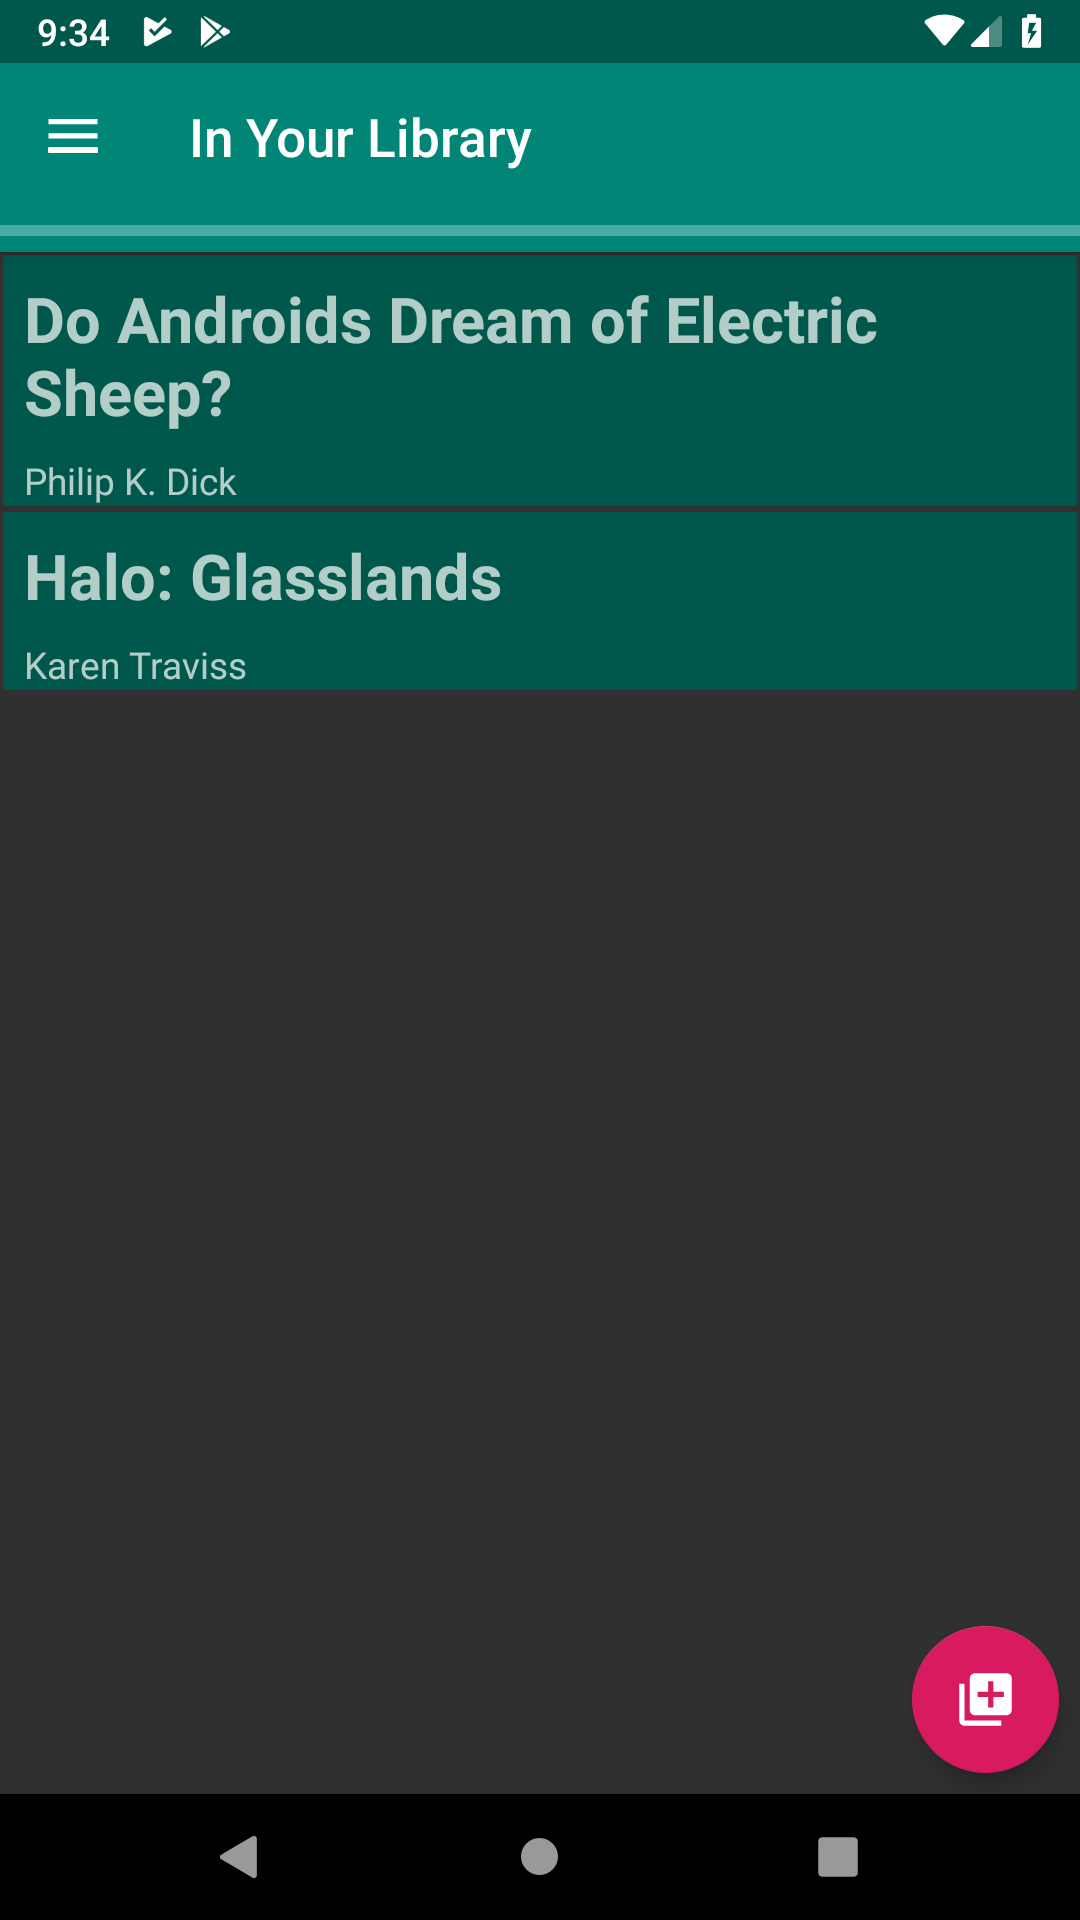 9:34
In Your Library
Do Androids Dream of Electric
Sheep?
Philip K. Dick
Halo: Glasslands
Karen Traviss